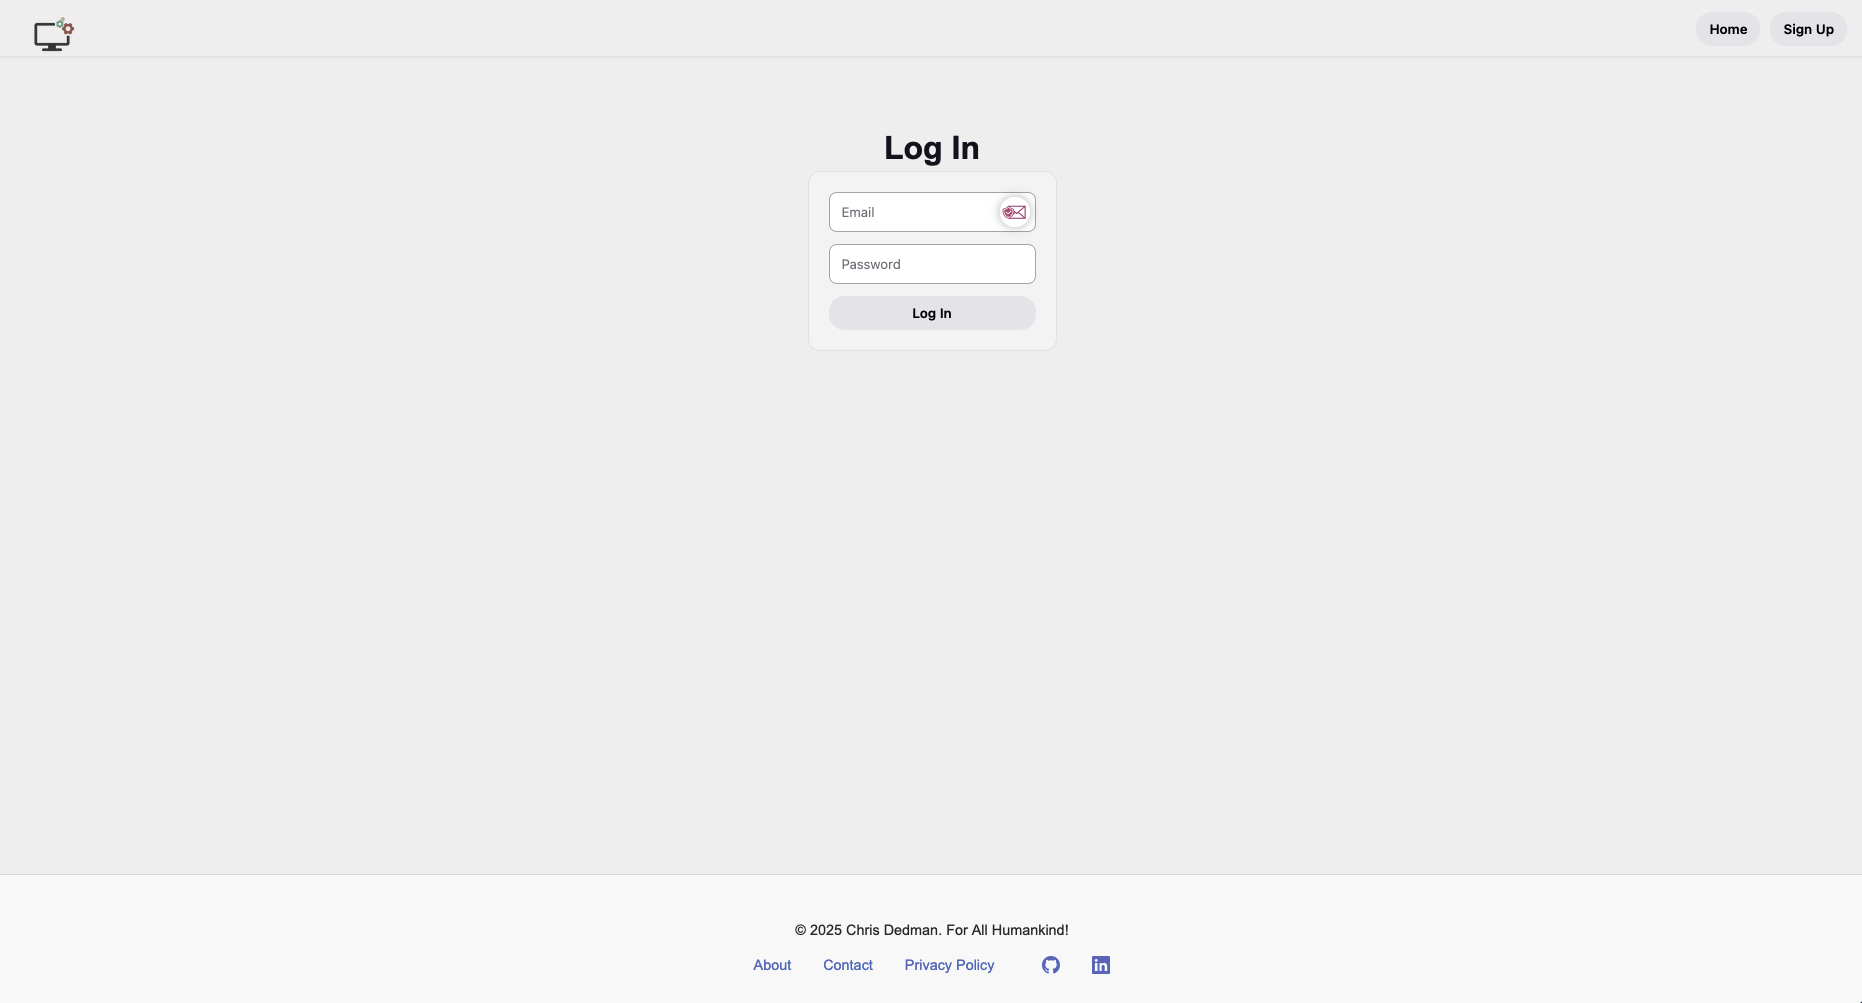 Home Sign Up
Log In
Email
Password
Log In
© 2025 Chris Dedman. For All Humankind!
About Contact Privacy Policy